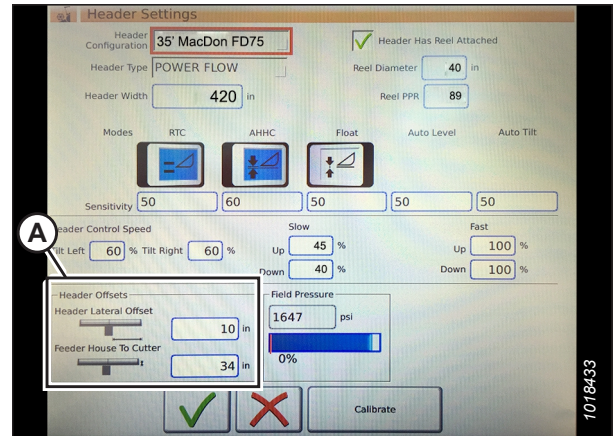 Header Settings
Header Configuration 35' MacDon FD75 Header Has Reel Attached
Header Type POWER FLOW Reel Diameter 40 in
Header Width 420 in Reel PPR 89
Modes RTC AHHC Float Auto Level Auto Tilt
Sensitivity 50 60 50 50 50
eader Control Speed Slow Fast
ilt Left 60 % Tilt Right 60 % Up 45 % Up 100 %
Down 40 % Down 100 %
A
Header Offsets Field Pressure
Header Lateral Offset
10 in 1647 psi
Feeder House To Cutter
34 in 0%
Calibrate
1018433